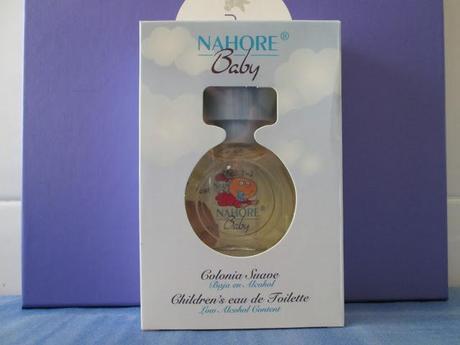 NAHORE®
Baby
NAHORE®
Baby
Colonia Suave
Baja en Alcohol
Children's eau de Toilette
Low Alcohol Content